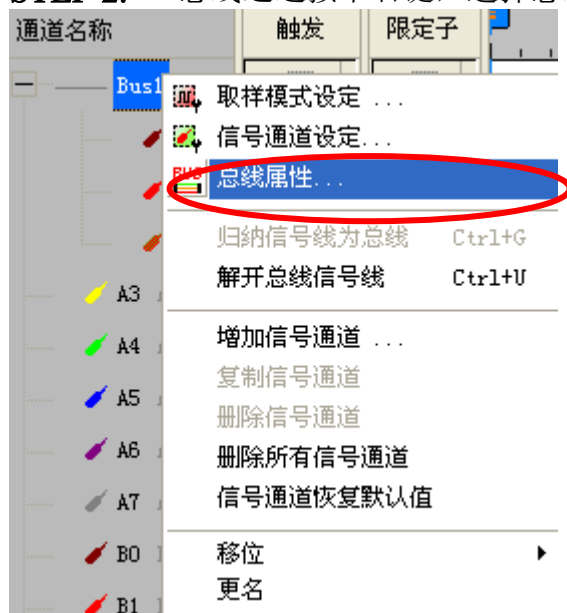 通道名称 触发 限定子
Bus1
取样模式设定 ...
信号通道设定...
总线属性...
归纳信号线为总线 Ctrl+G
解开总线信号线 Ctrl+U
A3
A4
增加信号通道 ...
复制信号通道
A5
删除信号通道
A6
删除所有信号通道
A7
信号通道恢复默认值
B0
移位
更名
B1